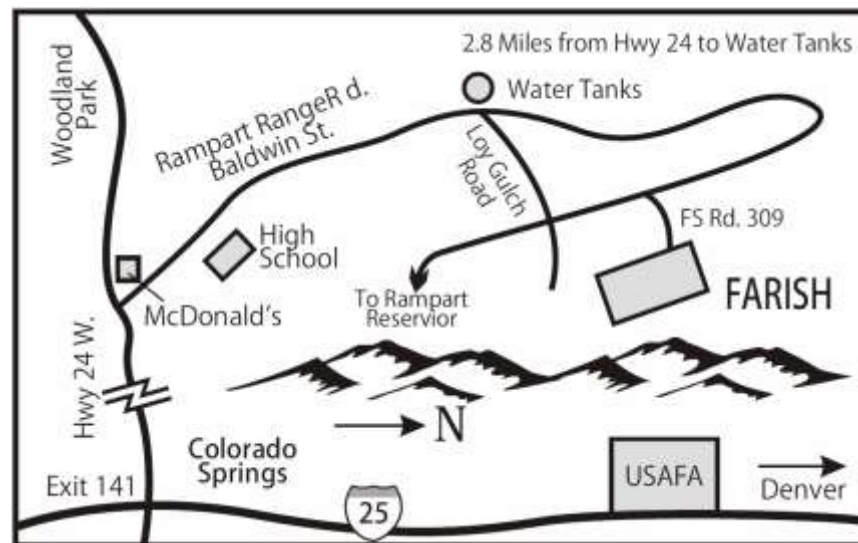 2.8 Miles from Hwy 24 to Water Tanks
Woodland
Park
Water Tanks
Rampart RangeR d.
Baldwin St.
Loy Gulch
Road
FS Rd. 309
High
School
FARISH
To Rampart
Reservior
McDonald's
Hwy 24 W.
N
Colorado
Springs
USAFA
Exit 141
25
Denver